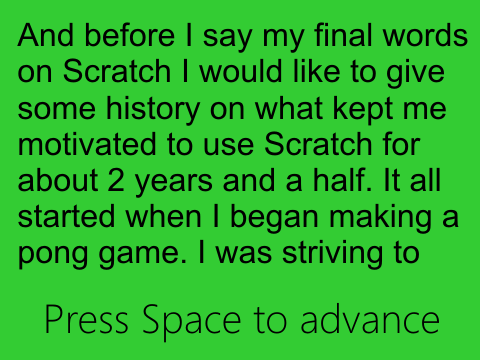 And before I say my final words
on Scratch I would like to give
some history on what kept me
motivated to use Scratch for
about 2 years and a half. It all
started when I began making a
pong game. I was striving to
Press Space to advance